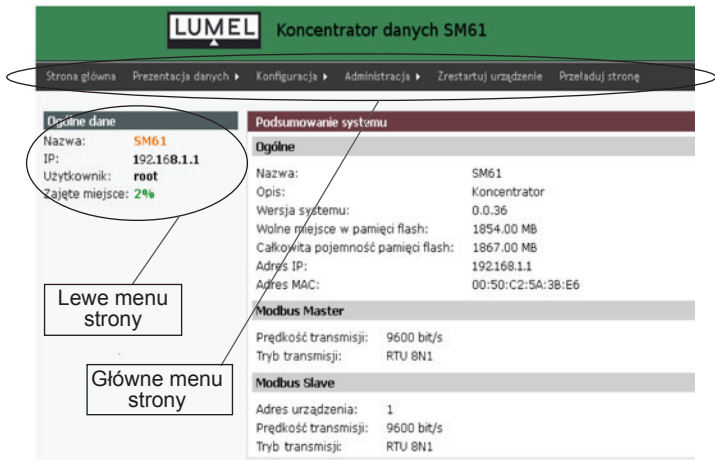 LUMEL Koncentrator danych SM61
Strona główna Prezentacja danych Konfiguracja Administracja Zrestartuj urządzenie Przeładuj stronę
Ogólne dane
Nazwa: SM61
IP: 192.168.1.1
Użytkownik: root
Zajęte miejsce: 2%
Lewe menu
strony
Główne menu
strony
Podsumowanie systemu
Ogólne
Nazwa: SM61
Opis: Koncentrator
Wersja systemu: 0.0.36
Wolne miejsce w pamięci flash: 1854.00 MB
Całkowita pojemność pamięci flash: 1867.00 MB
Adres IP: 192.168.1.1
Adres MAC: 00:50:C2:5A:3B:E6
Modbus Master
Prędkość transmisji: 9600 bit/s
Tryb transmisji: RTU 8N1
Modbus Slave
Adres urządzenia: 1
Prędkość transmisji: 9600 bit/s
Tryb transmisji: RTU 8N1